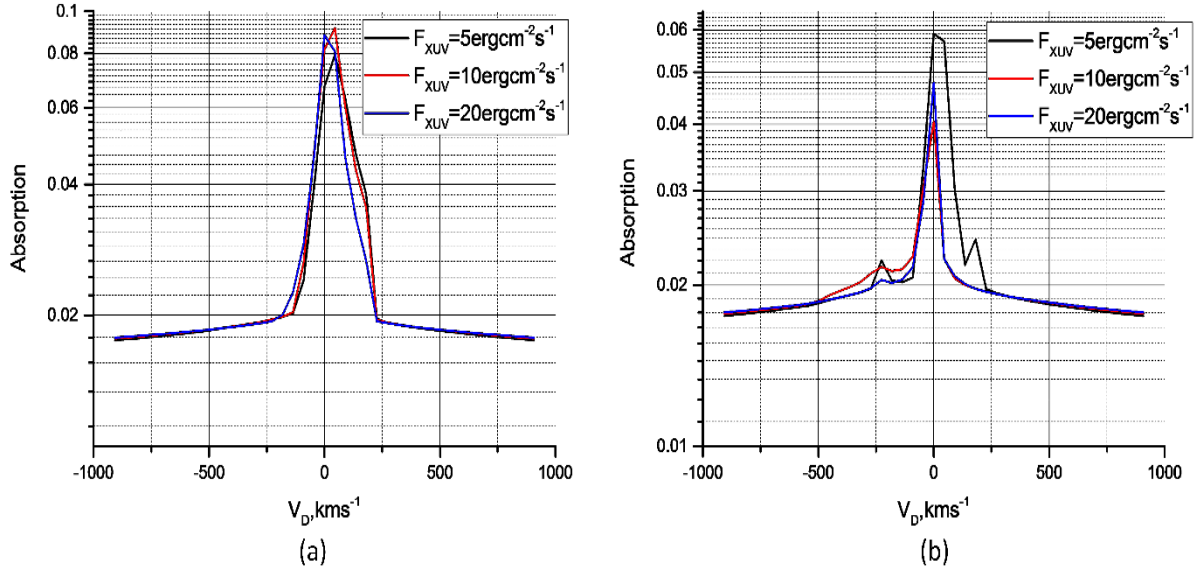 0.1
0.08
0.06
0.04
0.02
Absorption
F_XUV=5ergcm⁻²s⁻¹
F_XUV=10ergcm⁻²s⁻¹
F_XUV=20ergcm⁻²s⁻¹
-1000 -500 0 500 1000
V_D,kms⁻¹
(a)
0.06
0.05
0.04
0.03
0.02
0.01
Absorption
F_XUV=5ergcm⁻²s⁻¹
F_XUV=10ergcm⁻²s⁻¹
F_XUV=20ergcm⁻²s⁻¹
-1000 -500 0 500 1000
V_D,kms⁻¹
(b)